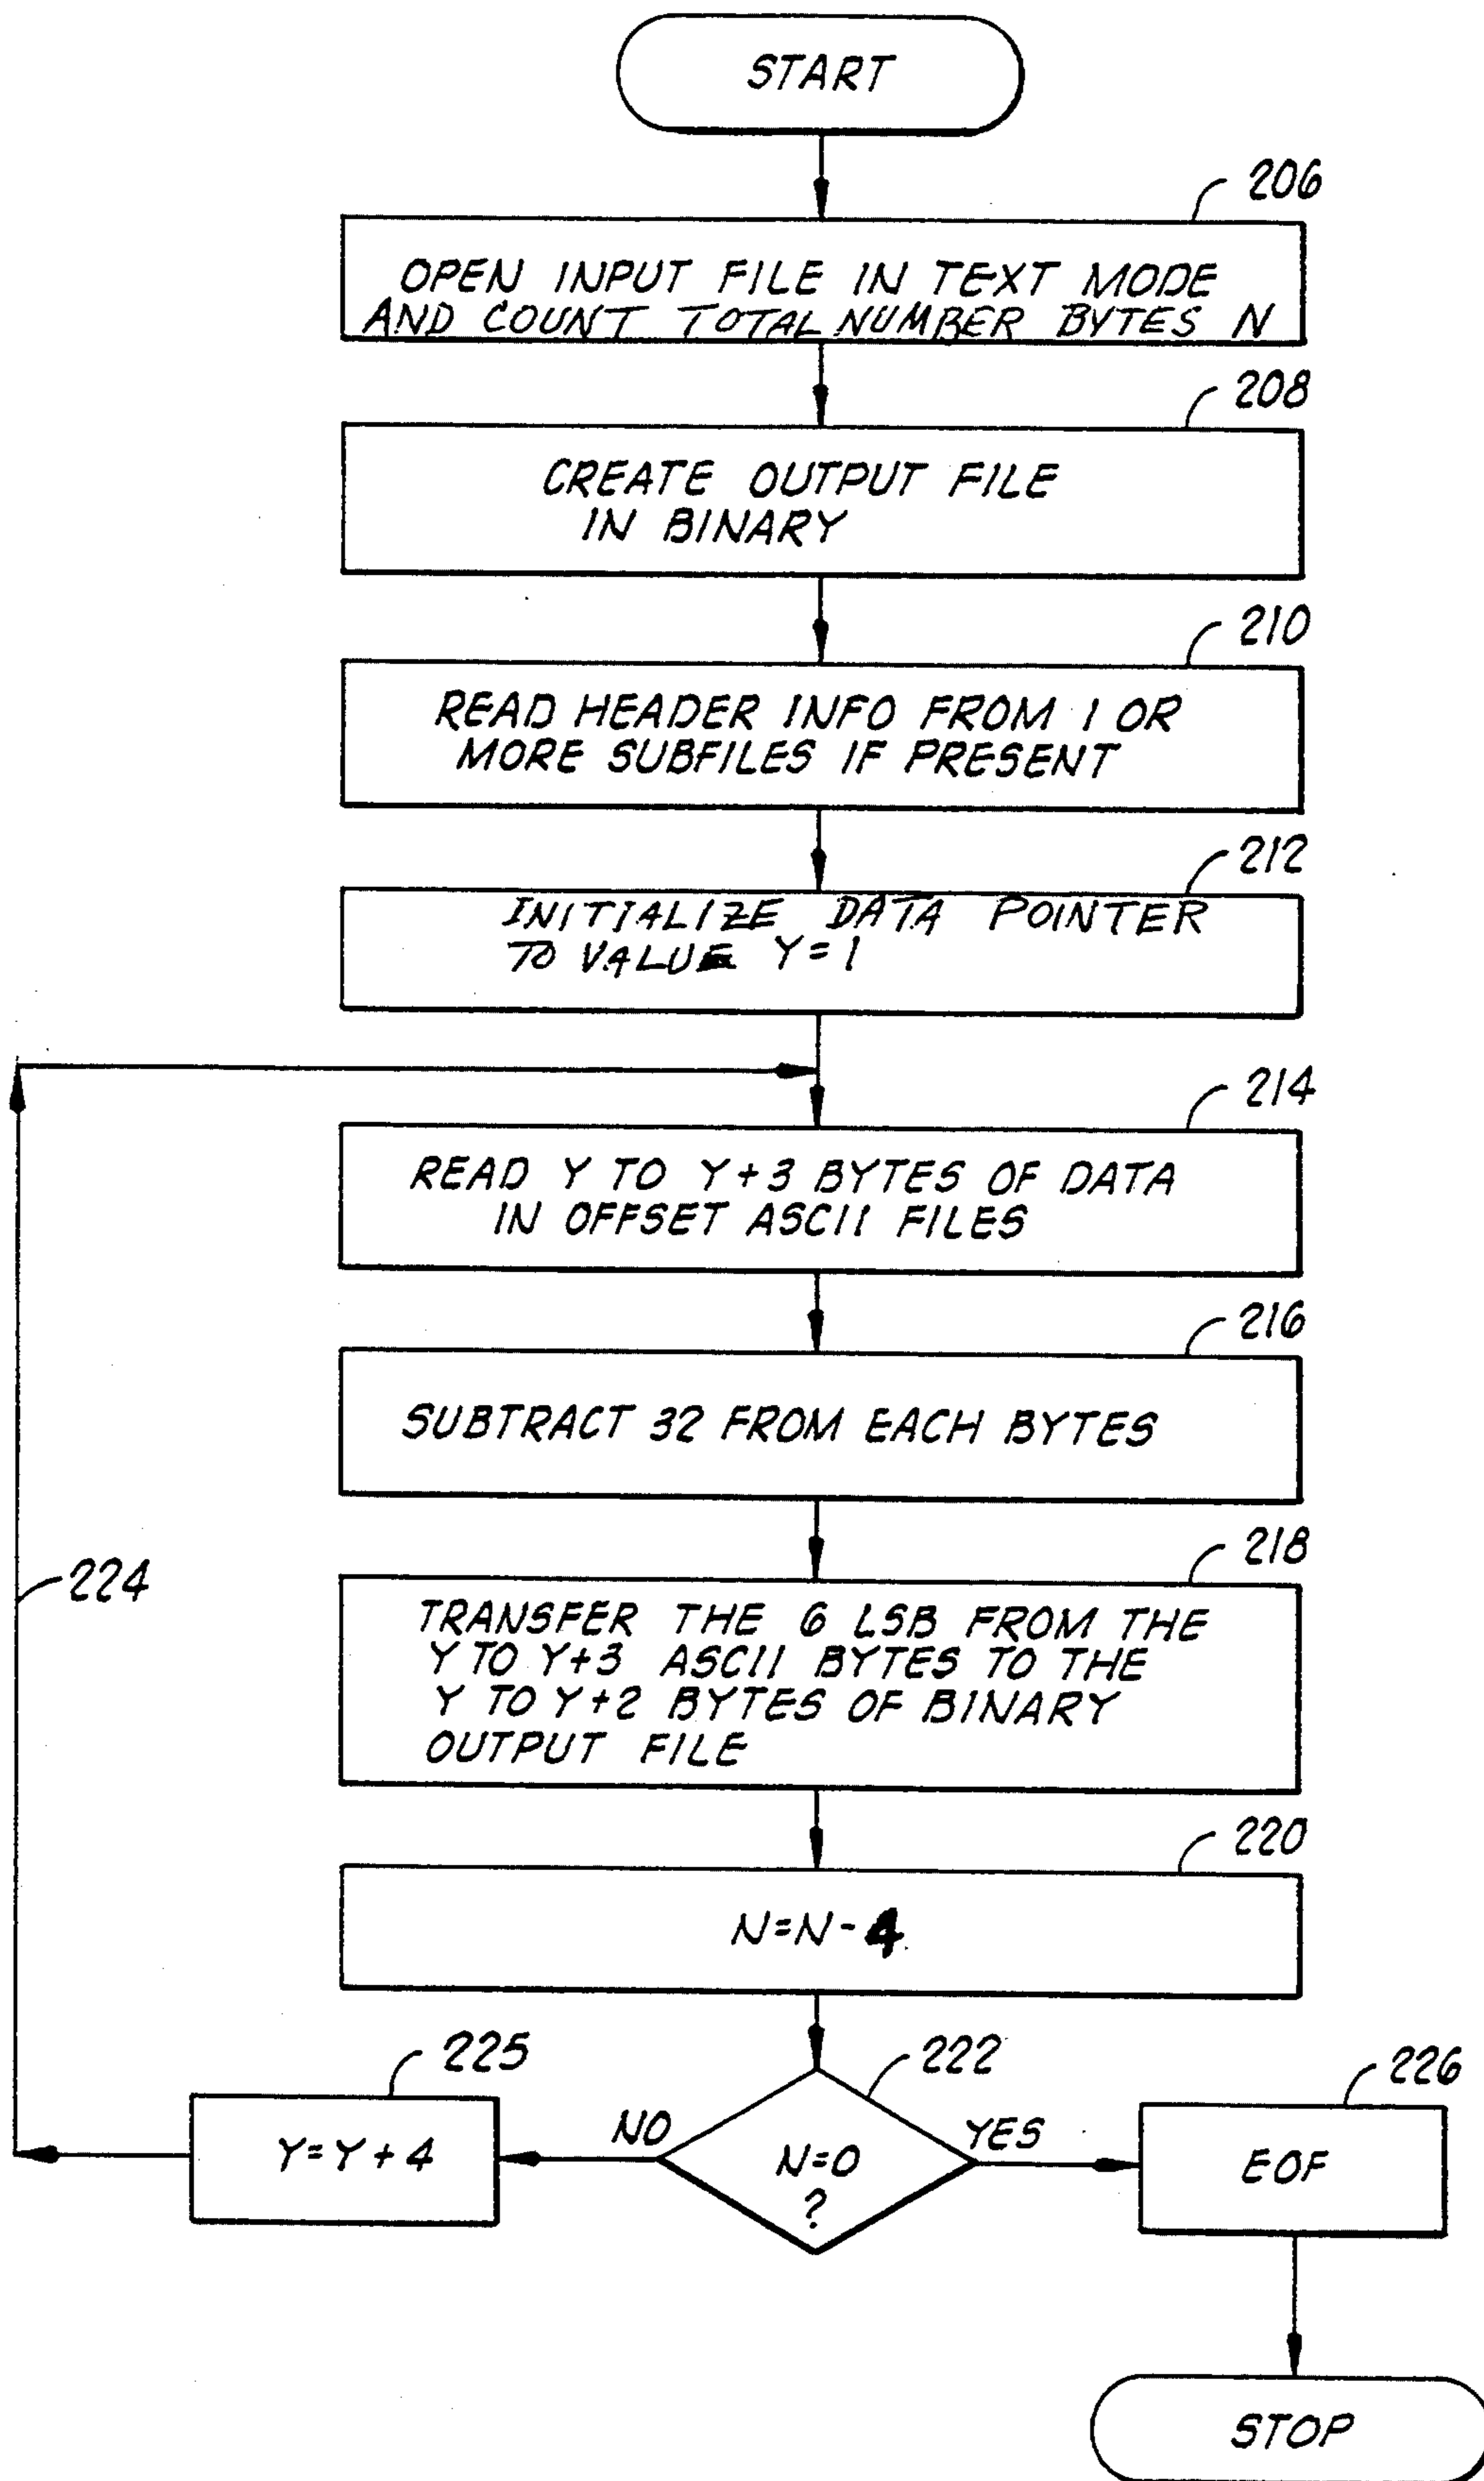 START
206
OPEN INPUT FILE IN TEXT MODE
AND COUNT TOTAL NUMBER BYTES N
208
CREATE OUTPUT FILE
IN BINARY
210
READ HEADER INFO FROM 1 OR
MORE SUBFILES IF PRESENT
212
INITIALIZE DATA POINTER
TO VALUE Y=1
214
READ Y TO Y+3 BYTES OF DATA
IN OFFSET ASCII FILES
216
SUBTRACT 32 FROM EACH BYTES
218
224
TRANSFER THE 6 LSB FROM THE
Y TO Y+3 ASCII BYTES TO THE
Y TO Y+2 BYTES OF BINARY
OUTPUT FILE
220
N=N-4
225
222
226
Y=Y+4
NO
N=0
?
YES
EOF
STOP